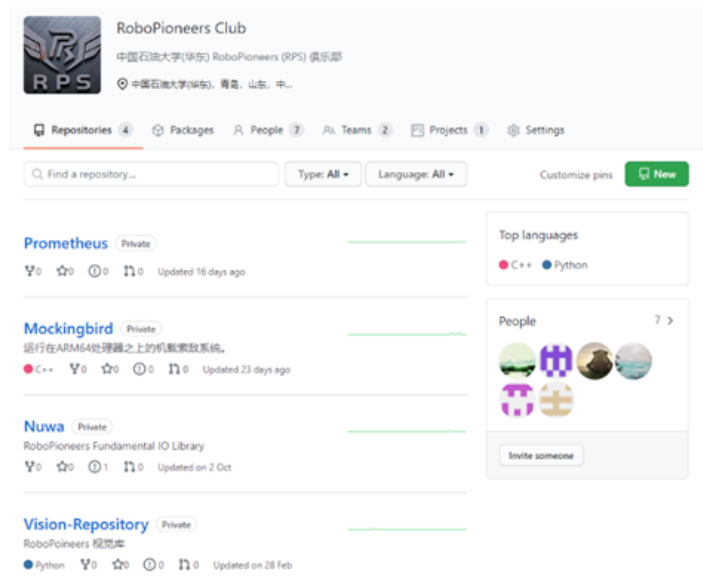 RPS
RoboPioneers Club
中国石油大学(华东) RoboPioneers (RPS) 俱乐部
中国石油大学(华东)，青岛，山东，中...
Repositories 4 Packages People 7 Teams 2 Projects 1 Settings
Find a repository... Type: All Language: All Customize pins New
Prometheus Private
0 0 0 0 Updated 16 days ago
Mockingbird Private
运行在ARM64处理器之上的机载索敌系统。
C++ 0 0 0 0 Updated 23 days ago
Nuwa Private
RoboPioneers Fundamental IO Library
0 0 1 0 Updated on 2 Oct
Vision-Repository Private
RoboPoineers 视觉库
Python 0 0 0 0 Updated on 28 Feb
Top languages
C++ Python
People 7
Invite someone